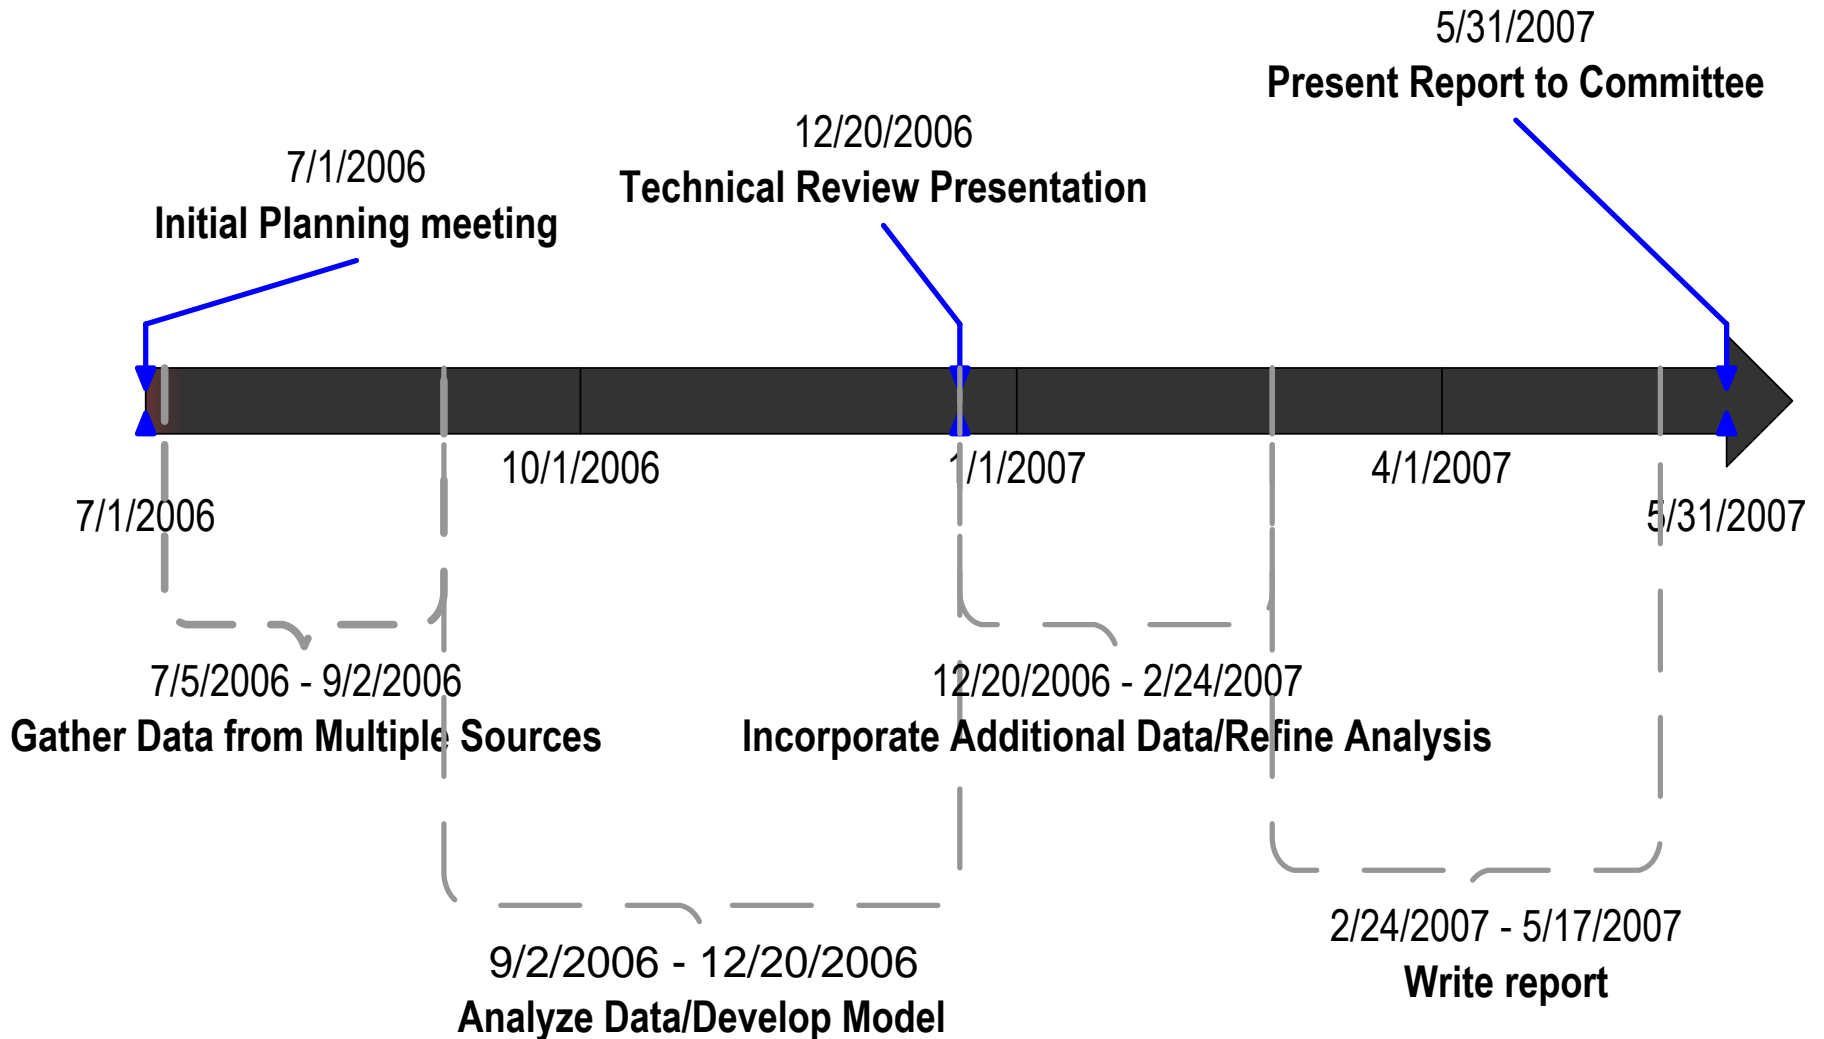 5/31/2007
Present Report to Committee
12/20/2006
Technical Review Presentation
7/1/2006
Initial Planning meeting
10/1/2006
1/1/2007
4/1/2007
7/1/2006
5/31/2007
7/5/2006 - 9/2/2006
Gather Data from Multiple Sources
12/20/2006 - 2/24/2007
Incorporate Additional Data/Refine Analysis
2/24/2007 - 5/17/2007
Write report
9/2/2006 - 12/20/2006
Analyze Data/Develop Model